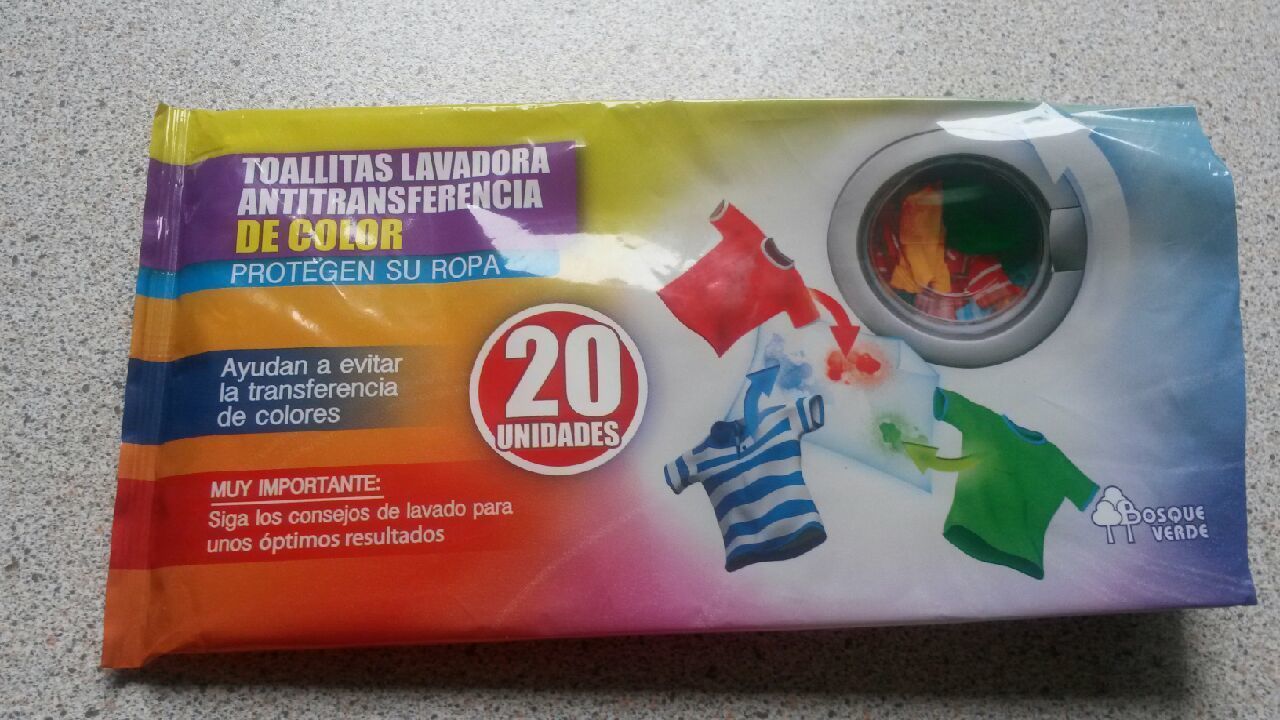 TOALLITAS LAVADORA
ANTITRANSFERENCIA
DE COLOR
PROTEGEN SU ROPA
Ayudan a evitar
la transferencia
de colores
20
UNIDADES
MUY IMPORTANTE:
Siga los consejos de lavado para
unos óptimos resultados
BOSQUE
VERDE